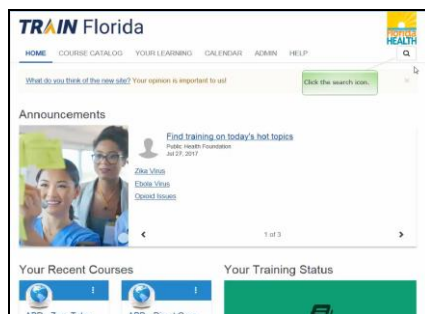 TRAIN Florida
Florida
HEALTH
HOME COURSE CATALOG YOUR LEARNING CALENDAR ADMIN HELP
What do you think of the new site? Your opinion is important to us!
Click the search icon.
Announcements
Find training on today's hot topics
Public Health Foundation
Jul 27, 2017
Zika Virus
Ebola Virus
Opioid Issues
1 of 3
Your Recent Courses
Your Training Status